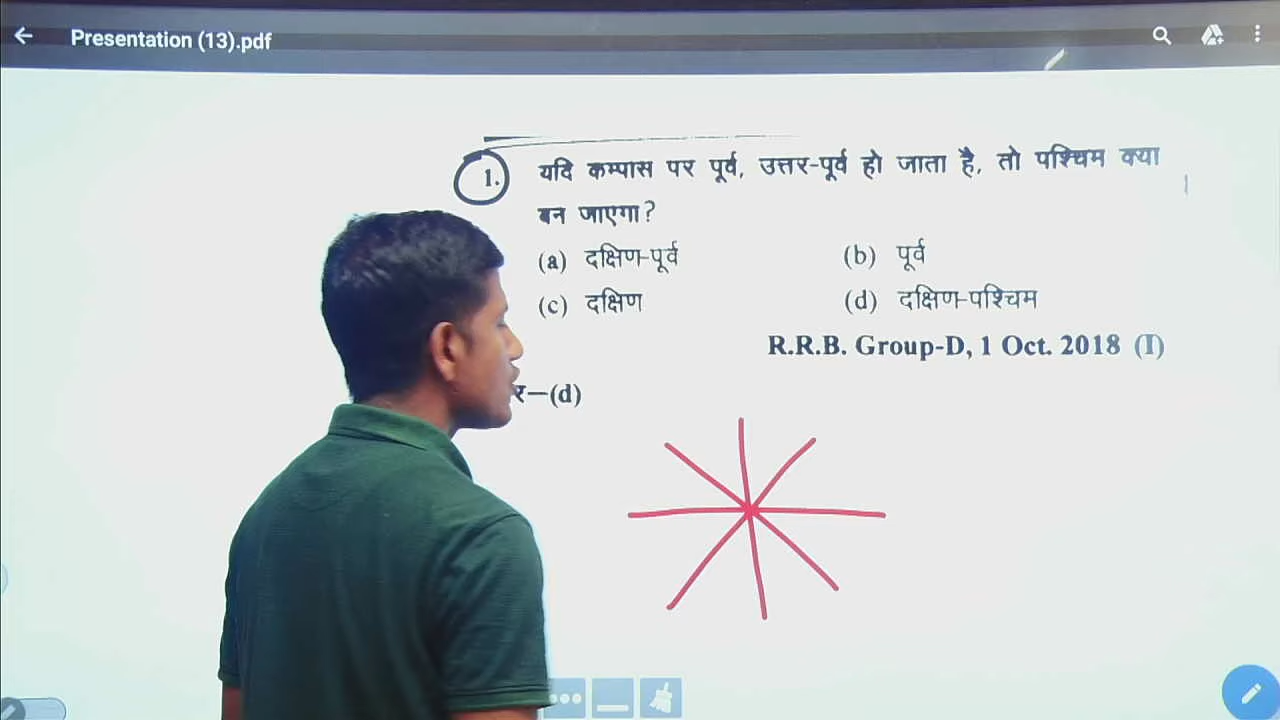 Presentation (13).pdf
1. यदि कम्पास पर पूर्व, उत्तर-पूर्व हो जाता है, तो पश्चिम क्या
बन जाएगा?
(a) दक्षिण-पूर्व (b) पूर्व
(c) दक्षिण (d) दक्षिण-पश्चिम
R.R.B. Group-D, 1 Oct. 2018 (I)
र—(d)